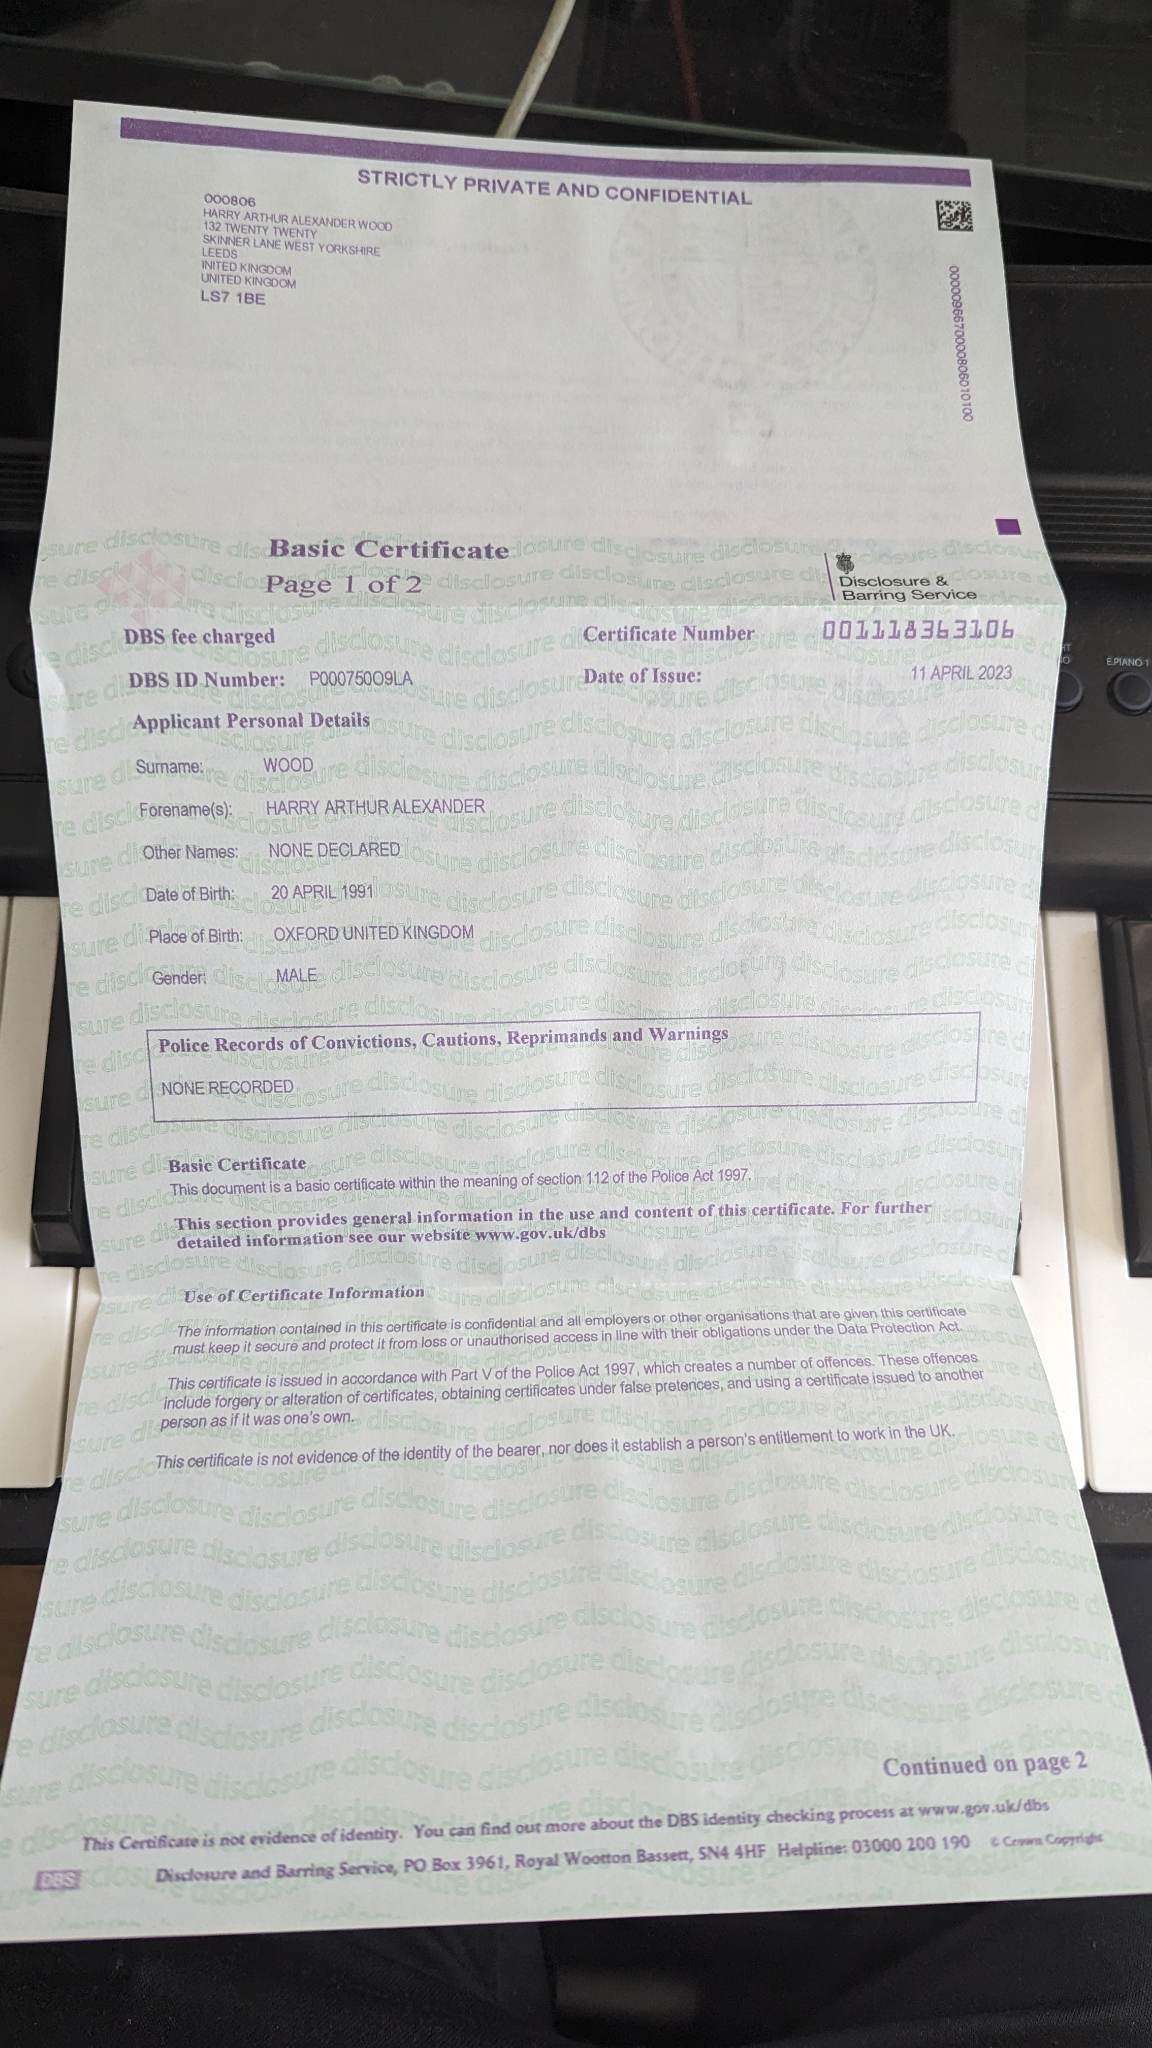 STRICTLY PRIVATE AND CONFIDENTIAL
000806
HARRY ARTHUR ALEXANDER WOOD
132 TWENTY TWENTY
SKINNER LANE WEST YORKSHIRE
LEEDS
INITED KINGDOM
UNITED KINGDOM
LS7 1BE
Basic Certificate
Page 1 of 2
Disclosure &
Barring Service
DBS fee charged
Certificate Number 001118363106
DBS ID Number: P00075OO9LA
Date of Issue: 11 APRIL 2023
Applicant Personal Details
Surname: WOOD
Forename(s): HARRY ARTHUR ALEXANDER
Other Names: NONE DECLARED
Date of Birth: 20 APRIL 1991
Place of Birth: OXFORD UNITED KINGDOM
Gender: MALE
Police Records of Convictions, Cautions, Reprimands and Warnings
NONE RECORDED
Basic Certificate
This document is a basic certificate within the meaning of section 112 of the Police Act 1997.
This section provides general information in the use and content of this certificate. For further
detailed information see our website www.gov.uk/dbs
Use of Certificate Information
The information contained in this certificate is confidential and all employers or other organisations that are given this certificate
must keep it secure and protect it from loss or unauthorised access in line with their obligations under the Data Protection Act.
This certificate is issued in accordance with Part V of the Police Act 1997, which creates a number of offences. These offences
include forgery or alteration of certificates, obtaining certificates under false pretences, and using a certificate issued to another
person as if it was one's own.
This certificate is not evidence of the identity of the bearer, nor does it establish a person's entitlement to work in the UK.
Continued on page 2
This Certificate is not evidence of identity. You can find out more about the DBS identity checking process at www.gov.uk/dbs
Disclosure and Barring Service, PO Box 3961, Royal Wootton Bassett, SN4 4HF Helpline: 03000 200 190 © Crown Copyright
DBS
E.PIANO 1